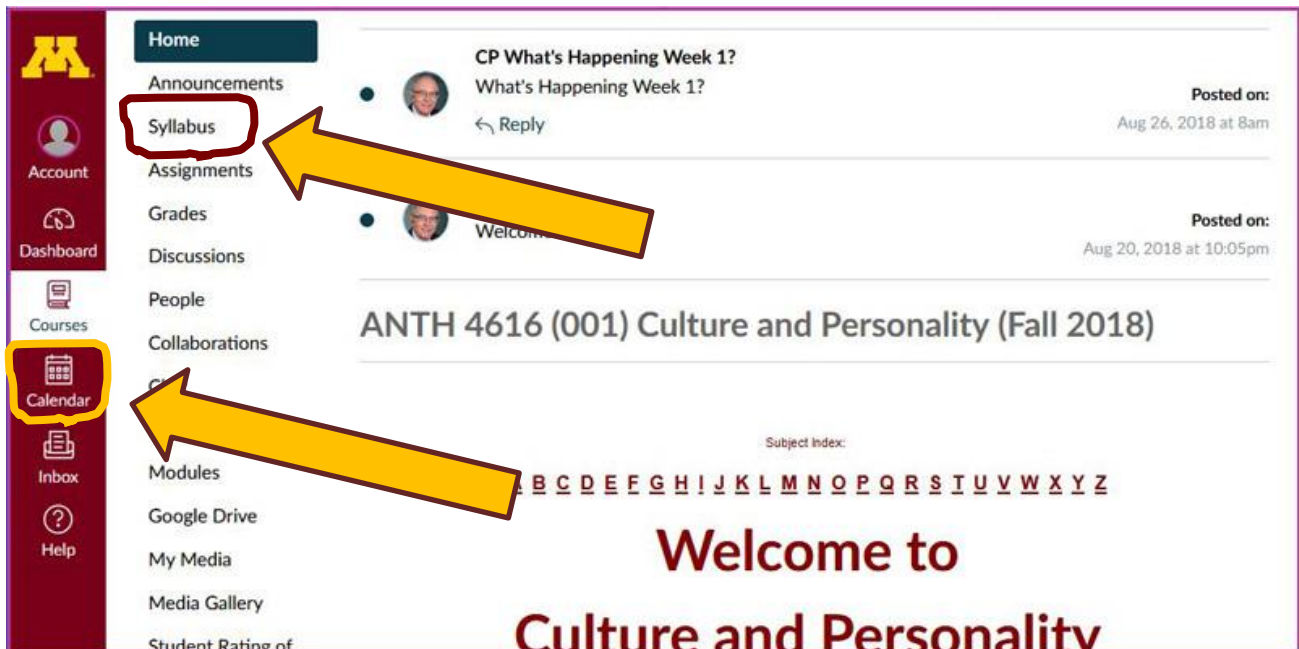 M
Account
Dashboard
Courses
Calendar
Inbox
Help
Home
Announcements
Syllabus
Assignments
Grades
Discussions
People
Collaborations
Modules
Google Drive
My Media
Media Gallery
Student Rating of
CP What's Happening Week 1?
What's Happening Week 1?
Reply
Posted on:
Aug 26, 2018 at 8am
Posted on:
Aug 20, 2018 at 10:05pm
ANTH 4616 (001) Culture and Personality (Fall 2018)
Subject Index:
B C D E F G H I J K L M N O P Q R S T U V W X Y Z
Welcome to
Culture and Personality